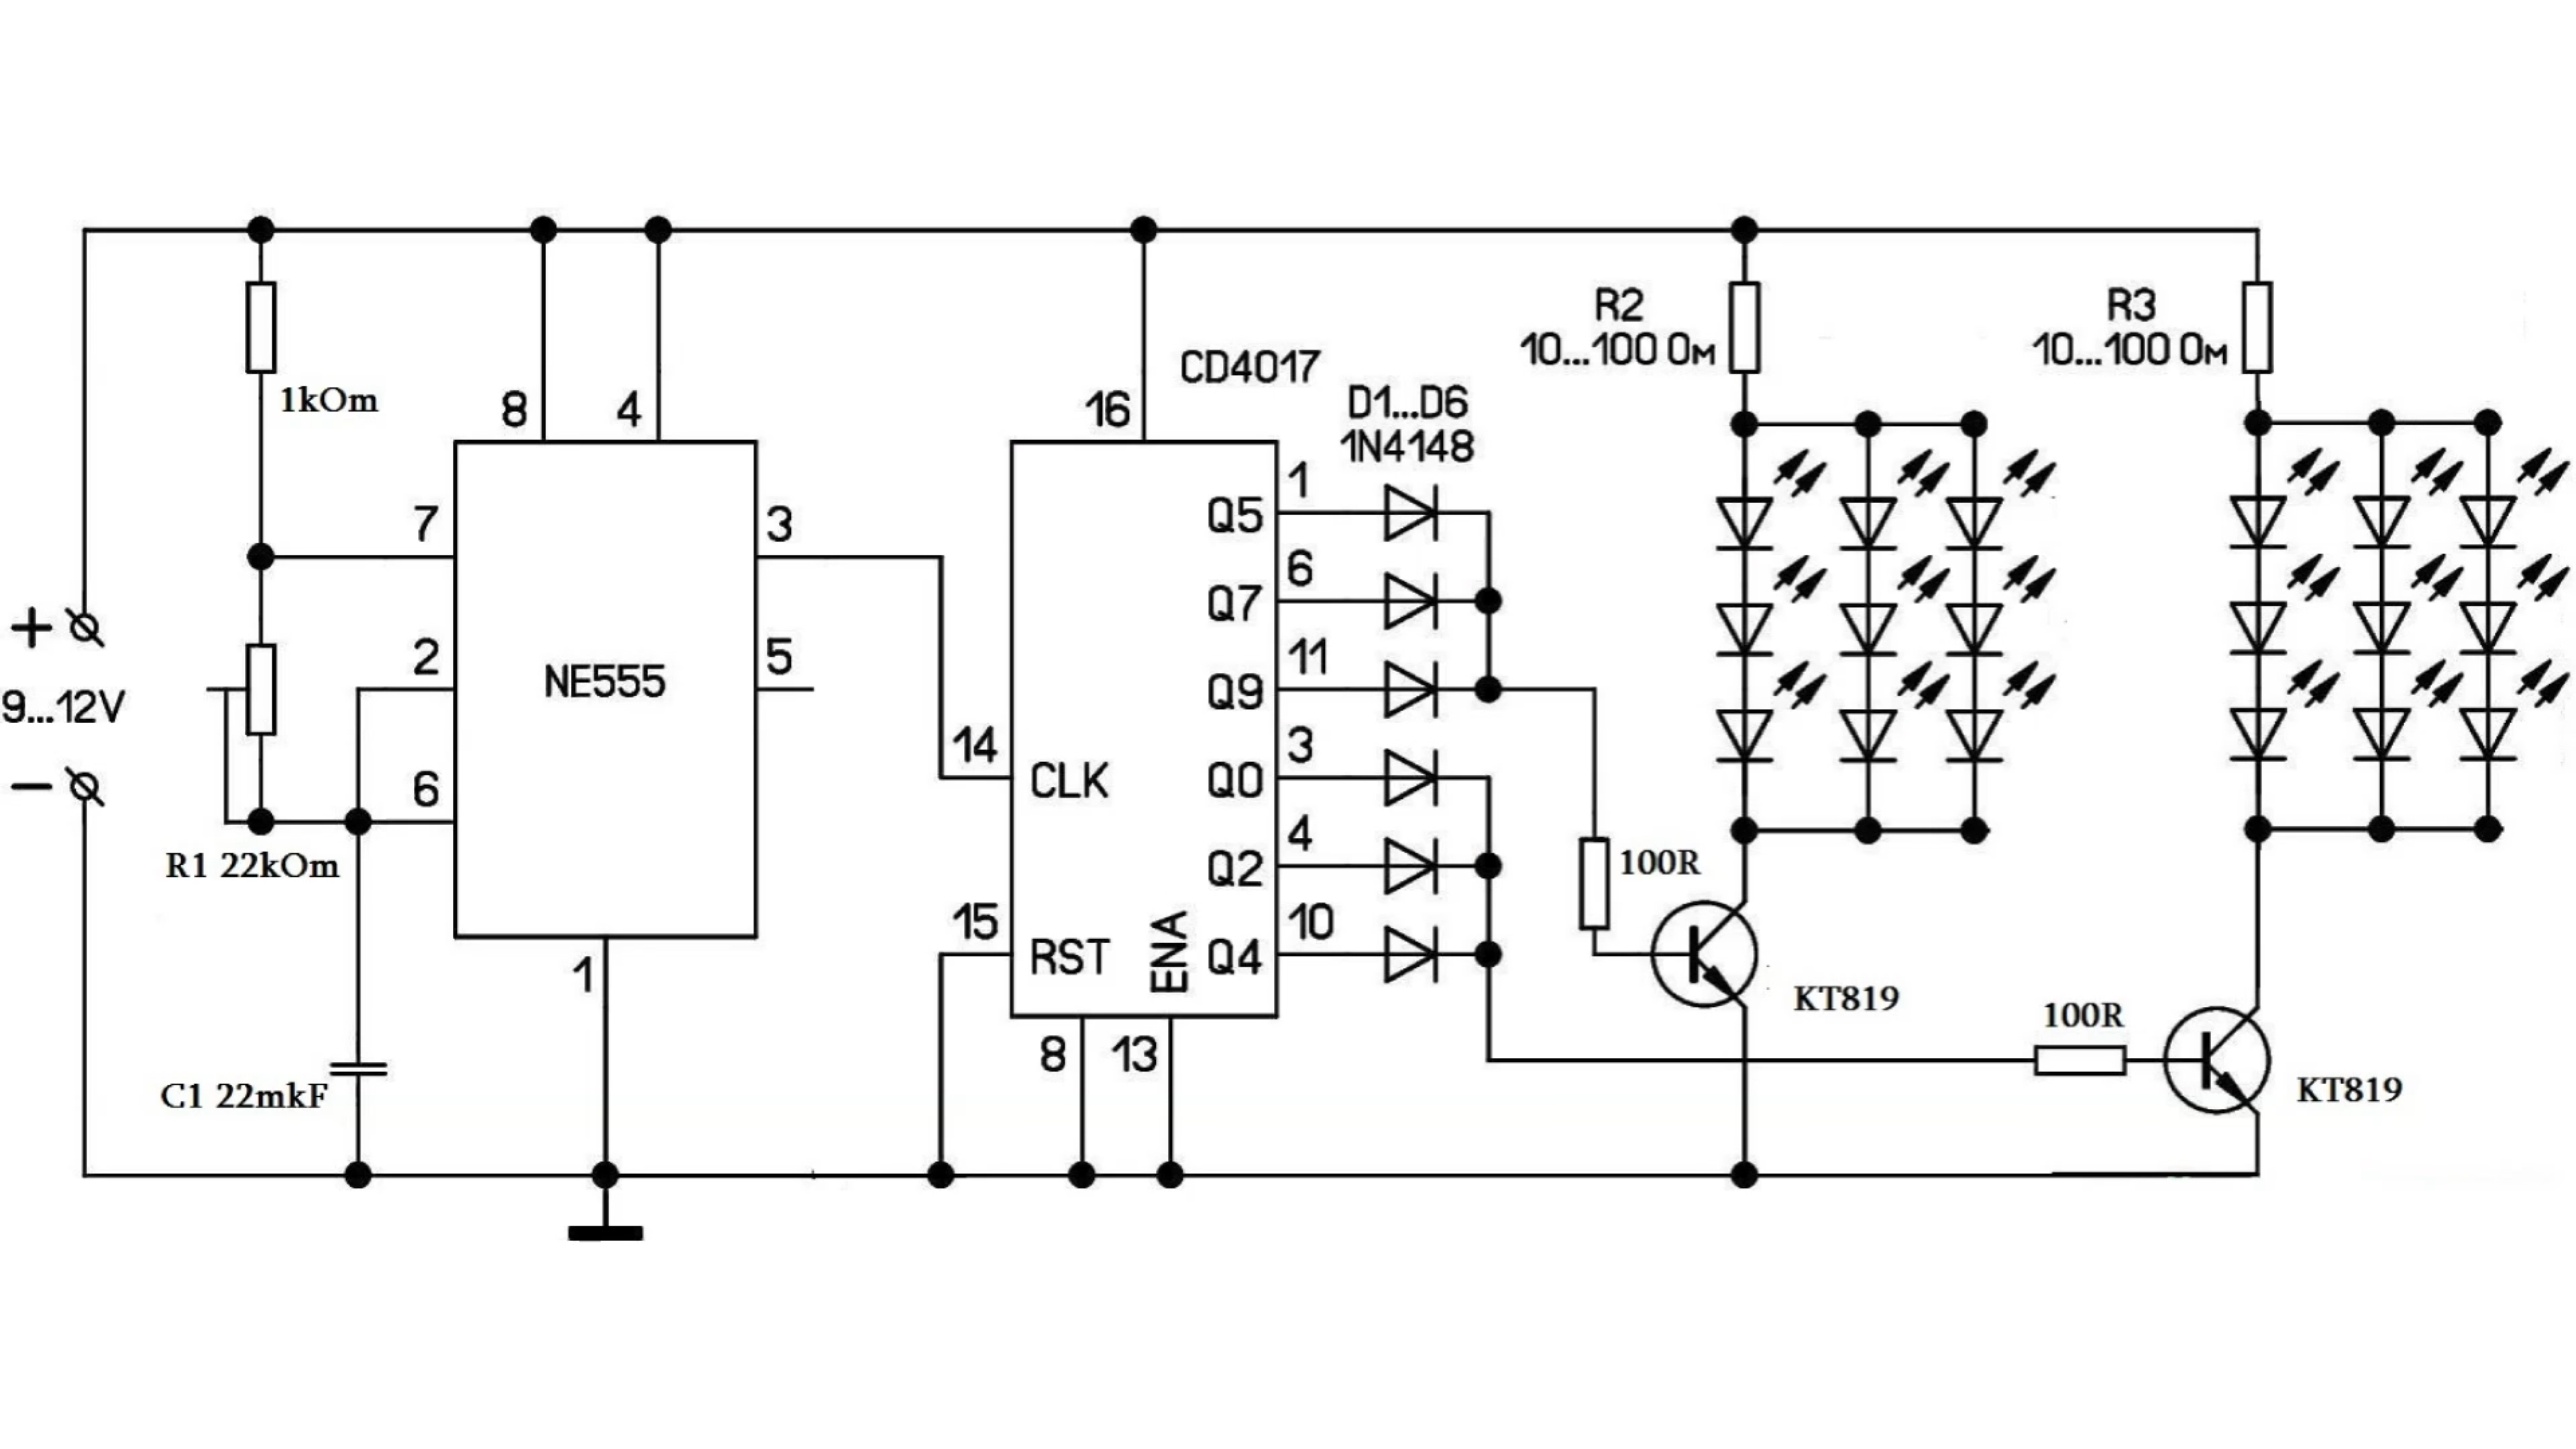 +
9...12V
−
1kOm
R1 22kOm
C1 22mkF
8
4
7
2
6
NE555
3
5
1
CD4017
16
14
CLK
15
RST
ENA
8
13
Q5
1
Q7
6
Q9
11
Q0
3
Q2
4
Q4
10
D1...D6
1N4148
R2
10...100 Ом
R3
10...100 Ом
100R
KT819
100R
KT819